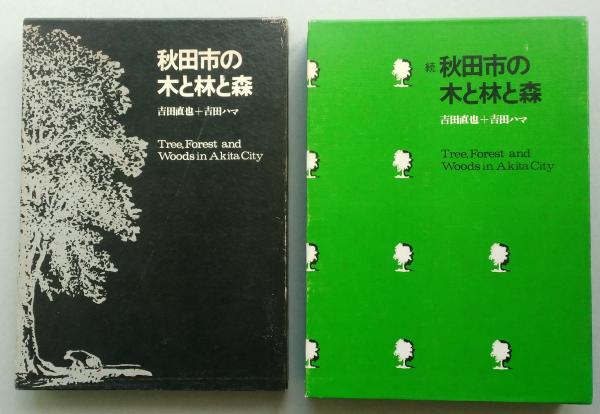 秋田市の
木と林と森
吉田直也＋吉田ハマ
Tree, Forest and
Woods in Akita City
続 秋田市の
木と林と森
吉田直也＋吉田ハマ
Tree, Forest and
Woods in Akita City